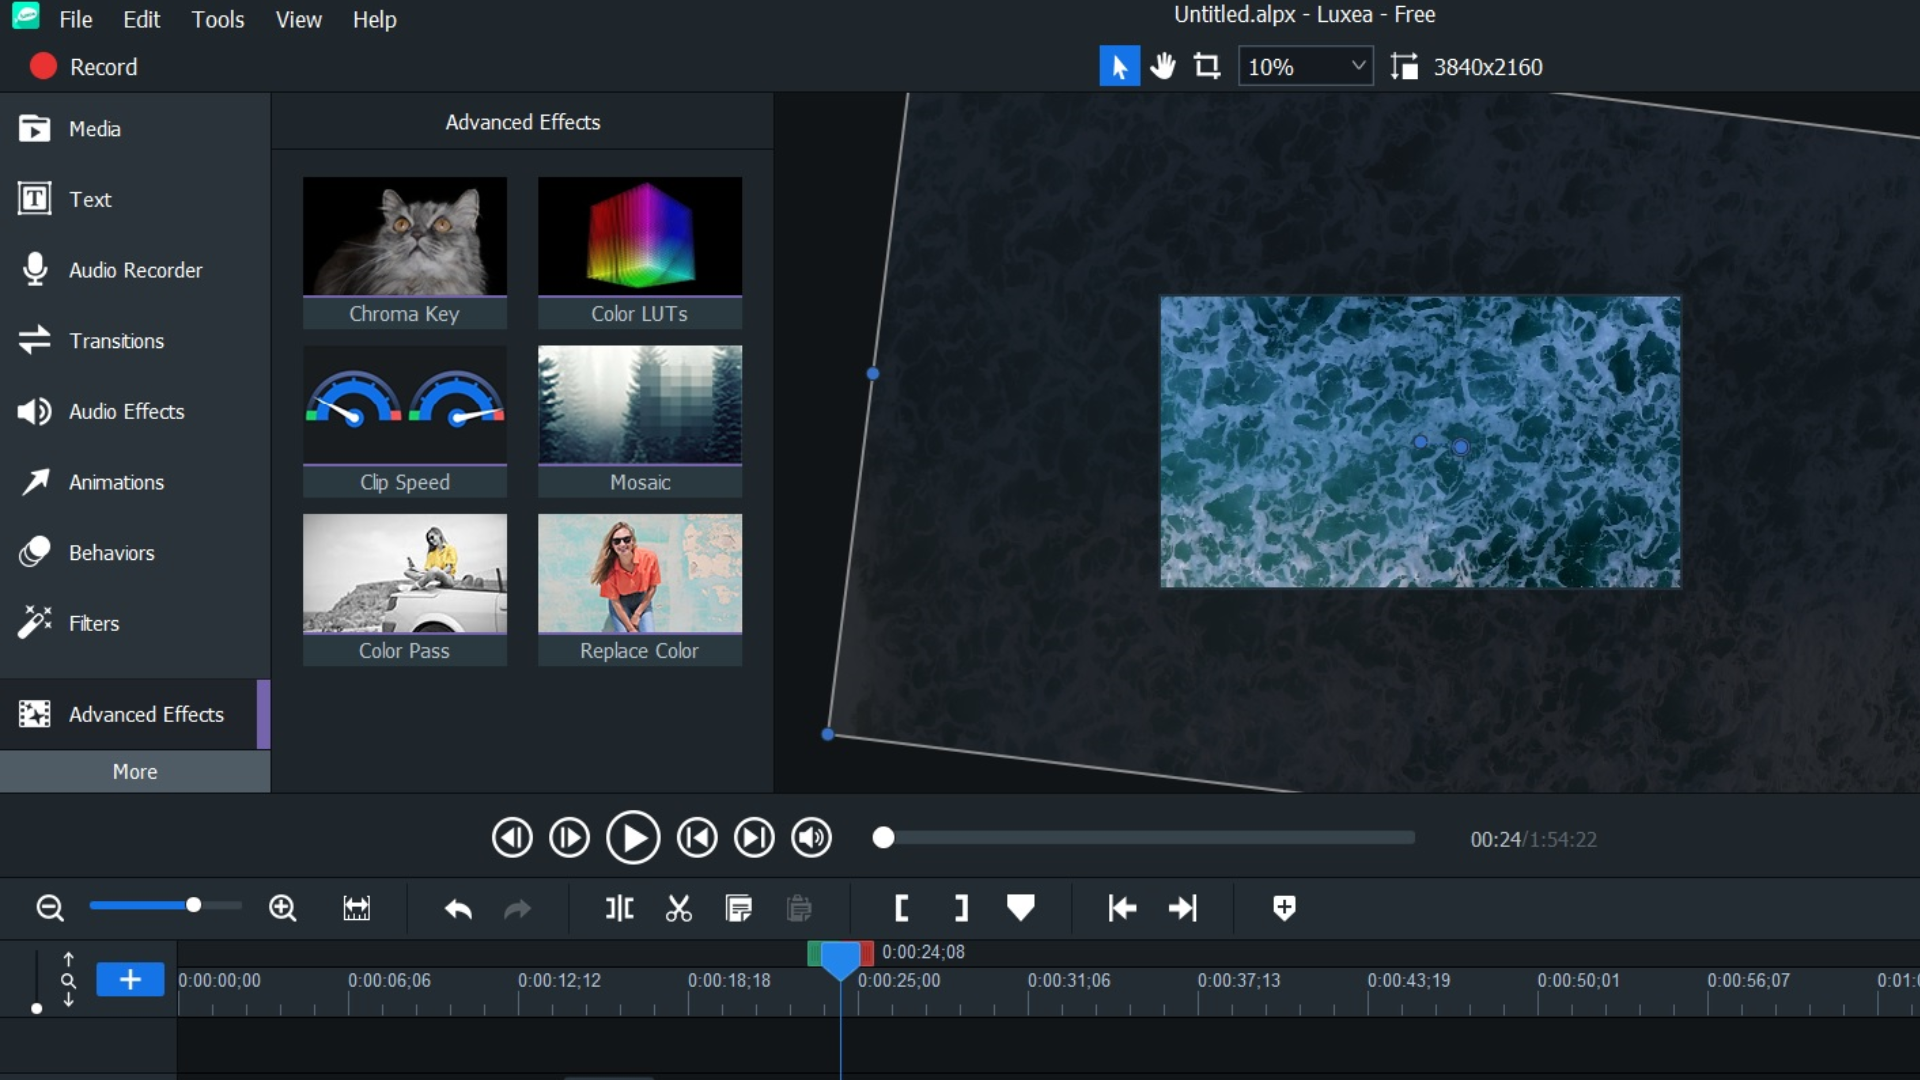 File Edit Tools View Help
Untitled.alpx - Luxea - Free
Record
10%
3840x2160
Media
Text
Audio Recorder
Transitions
Audio Effects
Animations
Behaviors
Filters
Advanced Effects
More
Advanced Effects
Chroma Key
Color LUTs
Clip Speed
Mosaic
Color Pass
Replace Color
00:24/1:54:22
0:00:24;08
0:00:00;00 0:00:06;06 0:00:12;12 0:00:18;18 0:00:25;00 0:00:31;06 0:00:37;13 0:00:43;19 0:00:50;01 0:00:56;07 0:01: